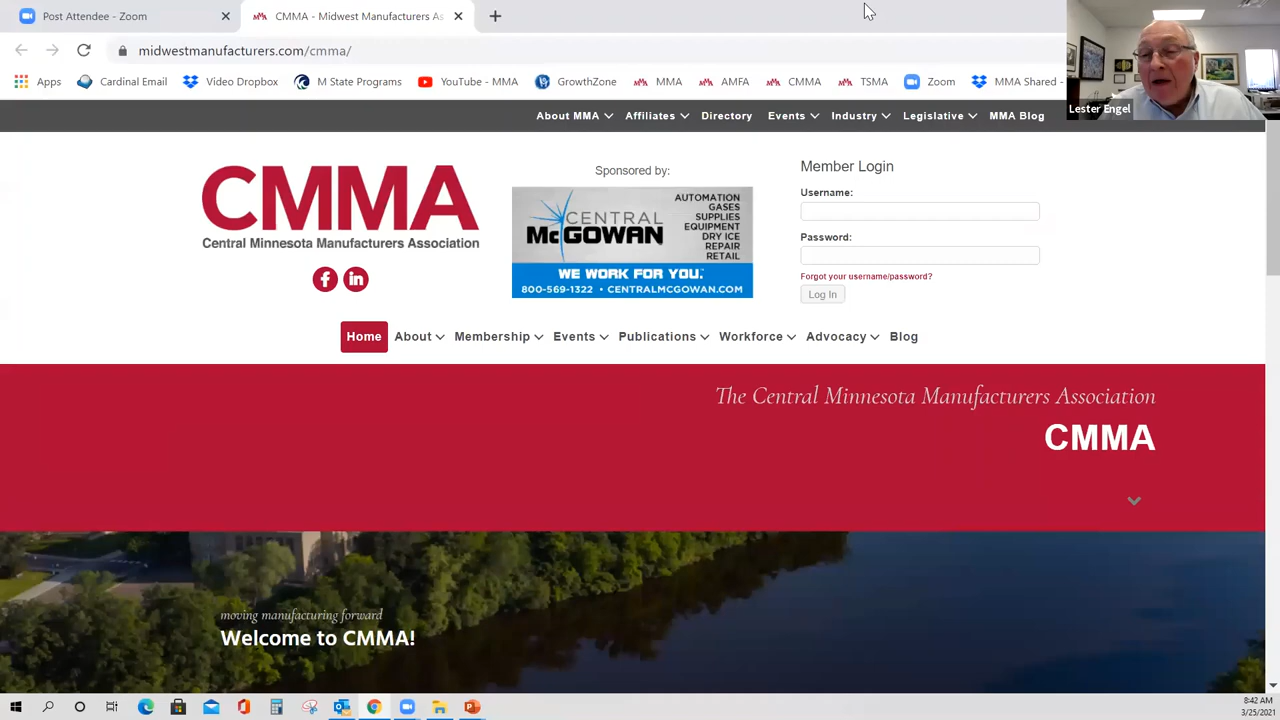 Post Attendee - Zoom
CMMA - Midwest Manufacturers As
midwestmanufacturers.com/cmma/
Apps
Cardinal Email
Video Dropbox
M State Programs
YouTube - MMA
GrowthZone
MMA
AMFA
CMMA
TSMA
Zoom
MMA Shared -
Lester Engel
About MMA
Affiliates
Directory
Events
Industry
Legislative
MMA Blog
CMMA
Central Minnesota Manufacturers Association
Sponsored by:
CENTRAL
McGOWAN
AUTOMATION
GASES
SUPPLIES
EQUIPMENT
DRY ICE
REPAIR
RETAIL
WE WORK FOR YOU.
800-569-1322 • CENTRALMCGOWAN.COM
Member Login
Username:
Password:
Forgot your username/password?
Log In
Home
About
Membership
Events
Publications
Workforce
Advocacy
Blog
The Central Minnesota Manufacturers Association
CMMA
moving manufacturing forward
Welcome to CMMA!
8:42 AM
3/25/2021